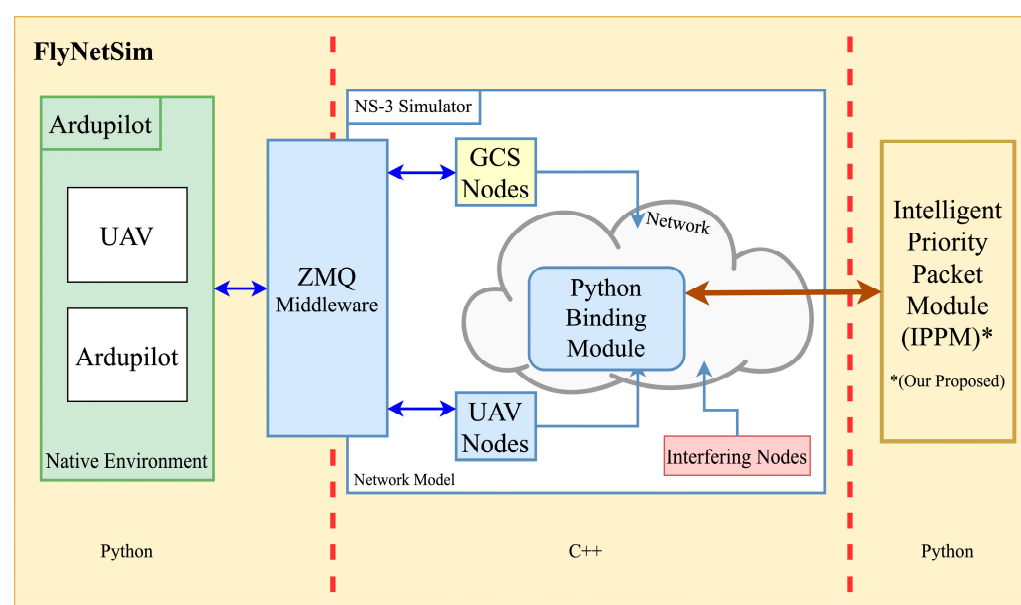 FlyNetSim
Ardupilot
UAV
Ardupilot
Native Environment
Python
ZMQ
Middleware
NS-3 Simulator
GCS
Nodes
Network
Python
Binding
Module
UAV
Nodes
Interfering Nodes
Network Model
C++
Intelligent
Priority
Packet
Module
(IPPM)*
*(Our Proposed)
Python